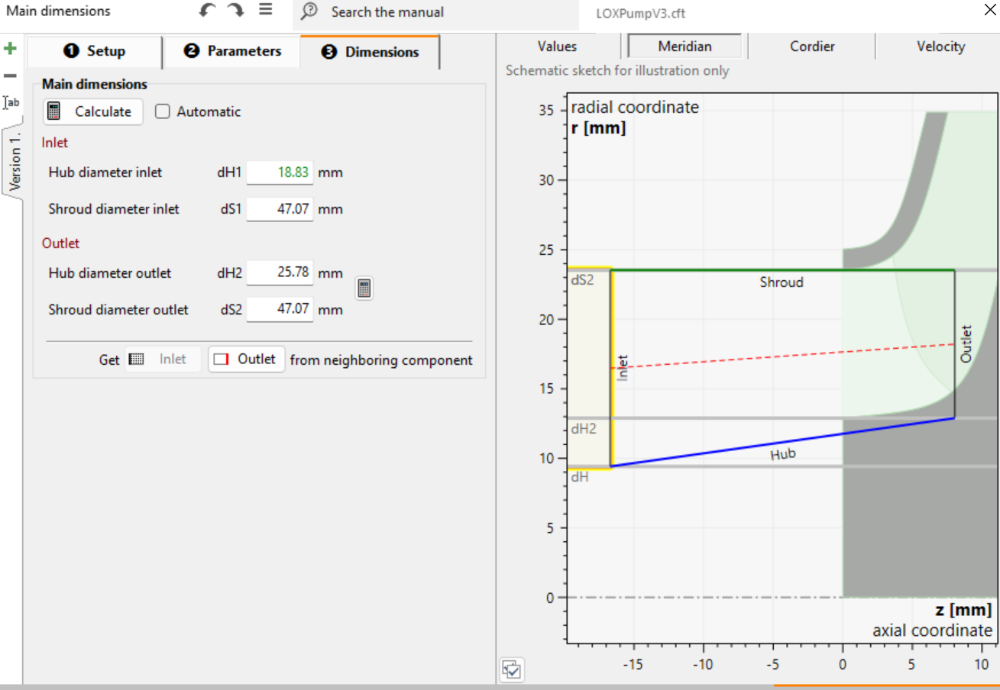 Main dimensions
Search the manual
LOXPumpV3.cft
1 Setup
2 Parameters
3 Dimensions
Values
Meridian
Cordier
Velocity
Schematic sketch for illustration only
ab
Version 1.
Main dimensions
Calculate
Automatic
Inlet
Hub diameter inlet dH1 18.83 mm
Shroud diameter inlet dS1 47.07 mm
Outlet
Hub diameter outlet dH2 25.78 mm
Shroud diameter outlet dS2 47.07 mm
Get Inlet Outlet from neighboring component
radial coordinate
r [mm]
35
30
25
20
15
10
5
0
dS2
Shroud
Inlet
Outlet
dH2
Hub
dH
z [mm]
axial coordinate
-15 -10 -5 0 5 10